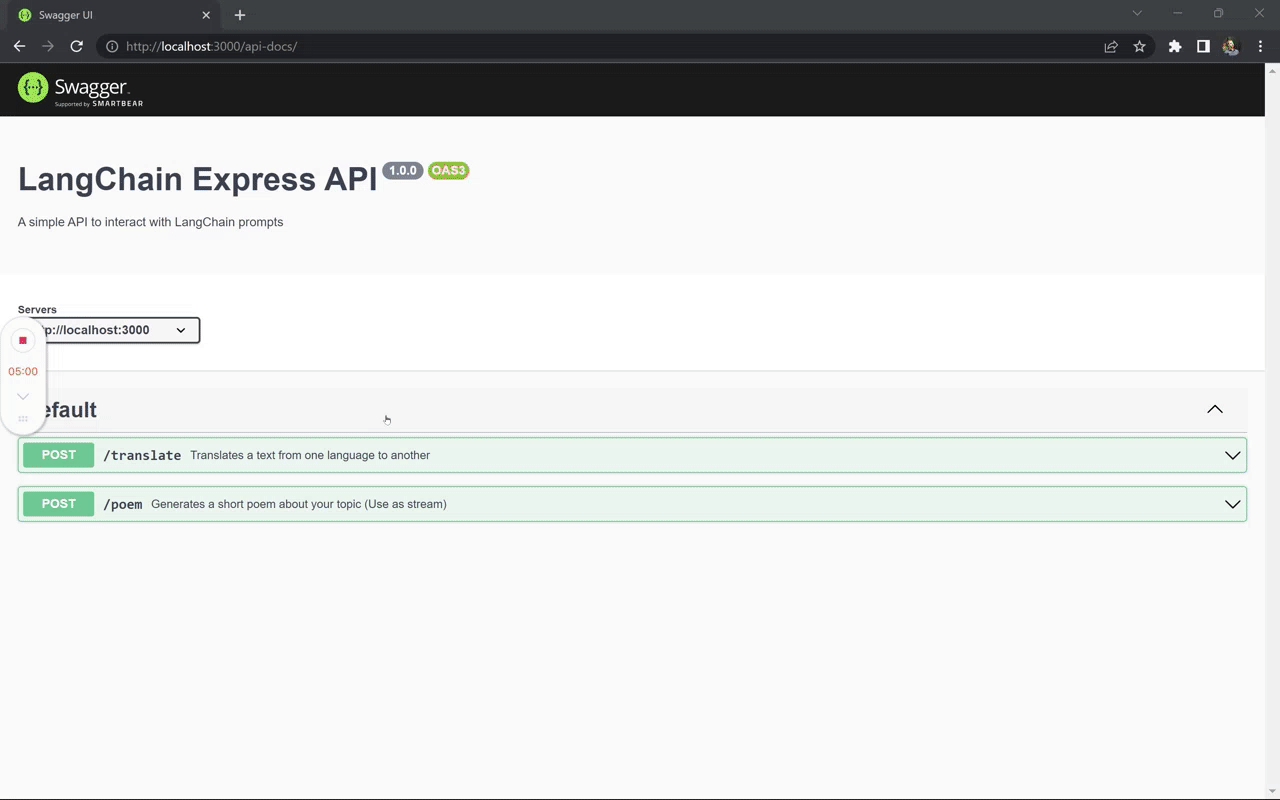 Swagger UI
http://localhost:3000/api-docs/
Swagger
Supported by SMARTBEAR
LangChain Express API 1.0.0 OAS3
A simple API to interact with LangChain prompts
Servers
p://localhost:3000
05:00
efault
POST /translate Translates a text from one language to another
POST /poem Generates a short poem about your topic (Use as stream)